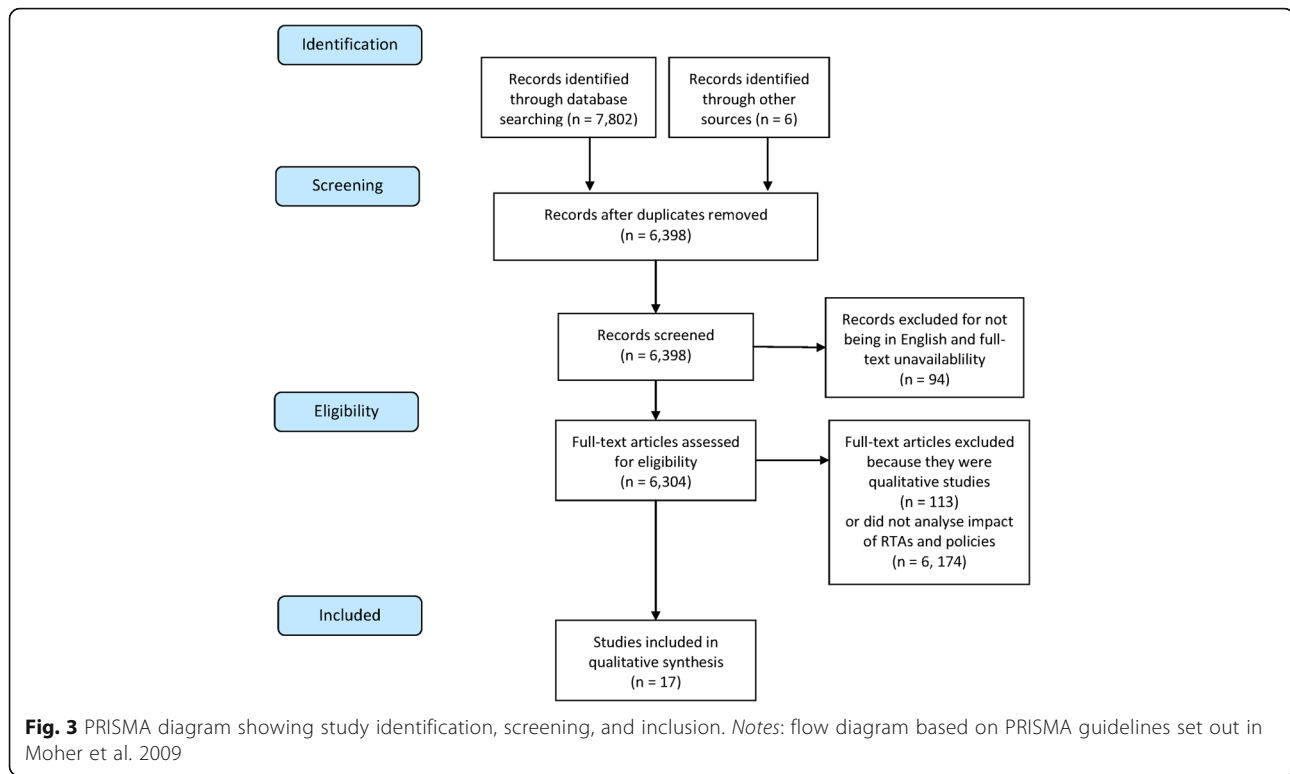 Identification
Records identified
through database
searching (n = 7,802)
Records identified
through other
sources (n = 6)
Screening
Records after duplicates removed
(n = 6,398)
Records screened
(n = 6,398)
Records excluded for not
being in English and full-
text unavailablility
(n = 94)
Eligibility
Full-text articles assessed
for eligibility
(n = 6,304)
Full-text articles excluded
because they were
qualitative studies
(n = 113)
or did not analyse impact
of RTAs and policies
(n = 6, 174)
Included
Studies included in
qualitative synthesis
(n = 17)
Fig. 3 PRISMA diagram showing study identification, screening, and inclusion. Notes: flow diagram based on PRISMA guidelines set out in
Moher et al. 2009